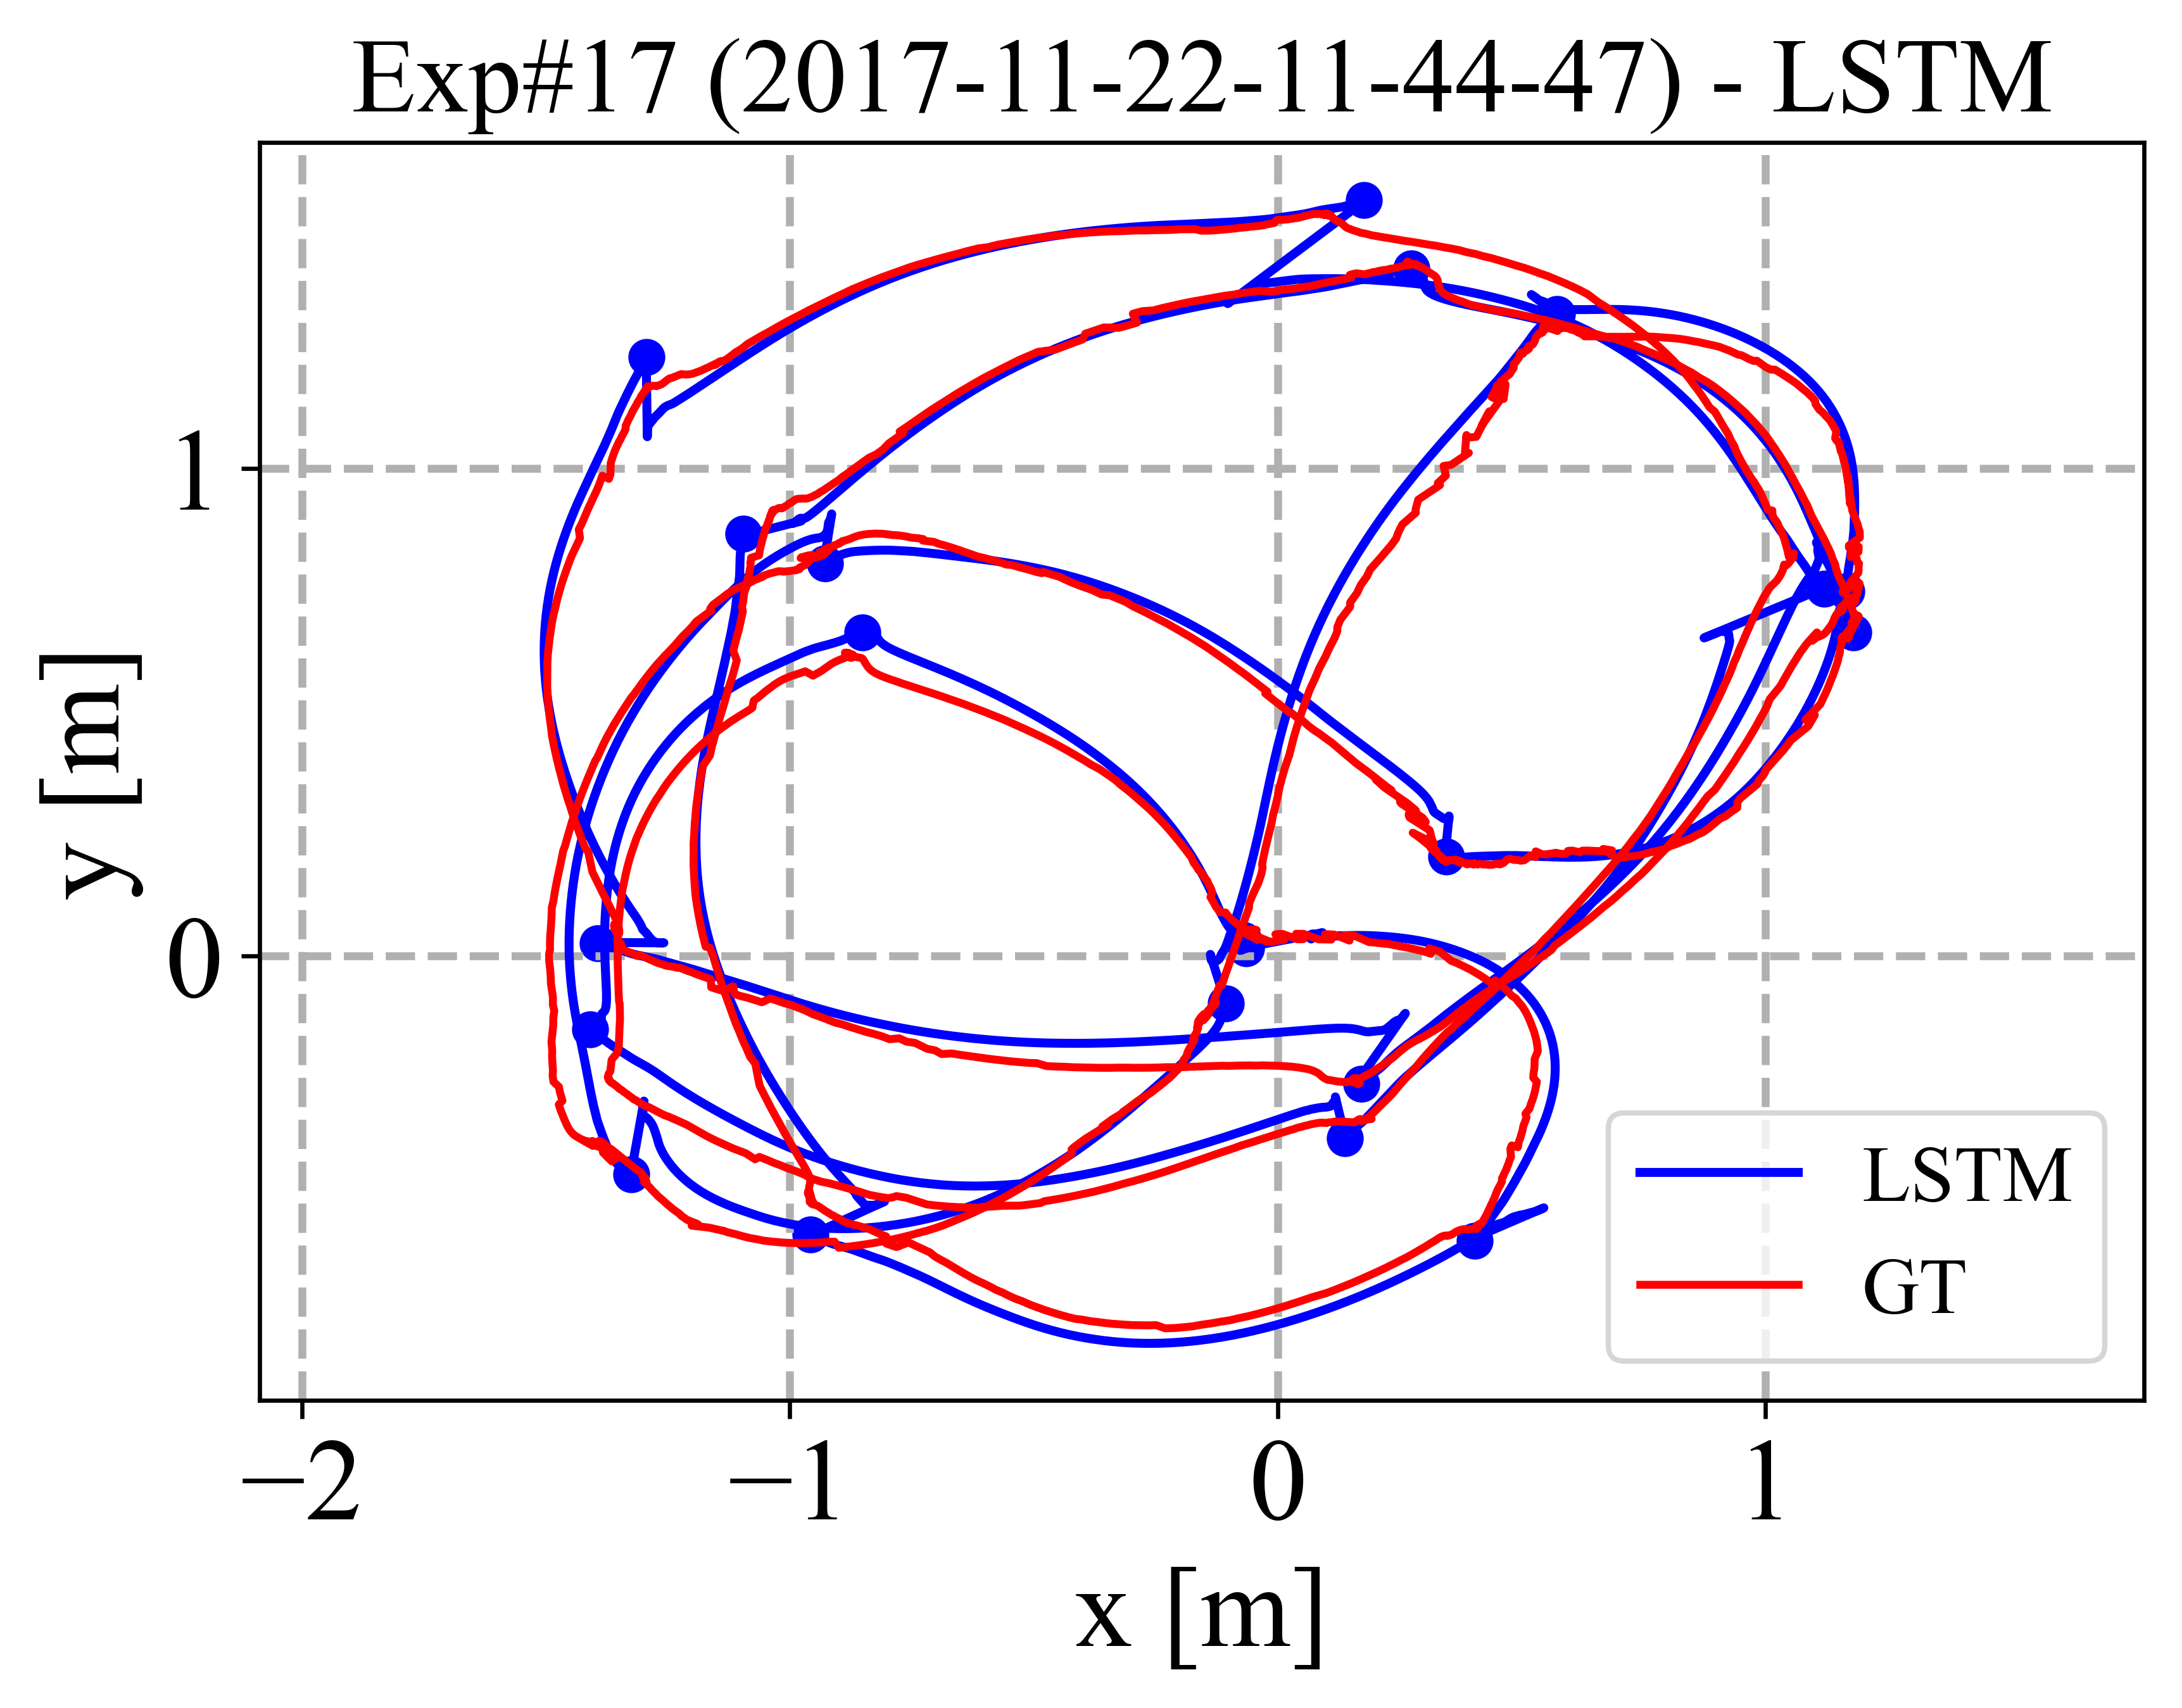 Exp#17 (2017-11-22-11-44-47) - LSTM
y [m]
1
0
LSTM
GT
−2 −1 0 1
x [m]